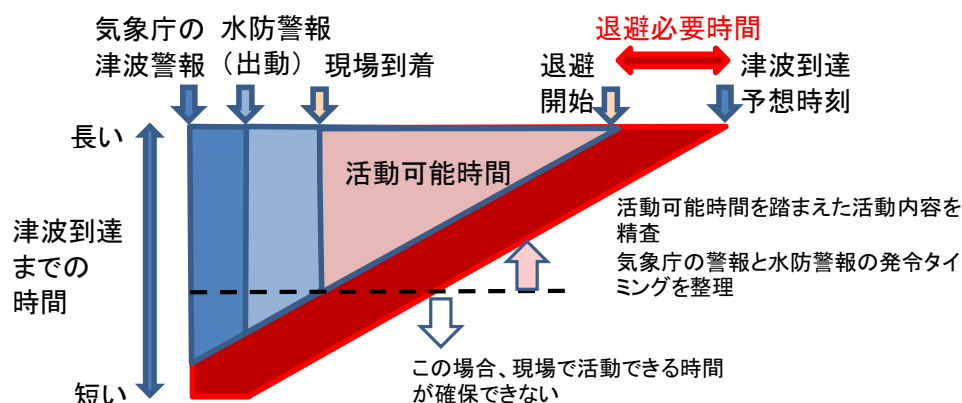 退避必要時間
気象庁の
津波警報
水防警報
（出動）
現場到着
退避
開始
津波到達
予想時刻
長い
活動可能時間
津波到達
までの
時間
活動可能時間を踏まえた活動内容を
精査
気象庁の警報と水防警報の発令タイ
ミングを整理
この場合、現場で活動できる時間
が確保できない
短い